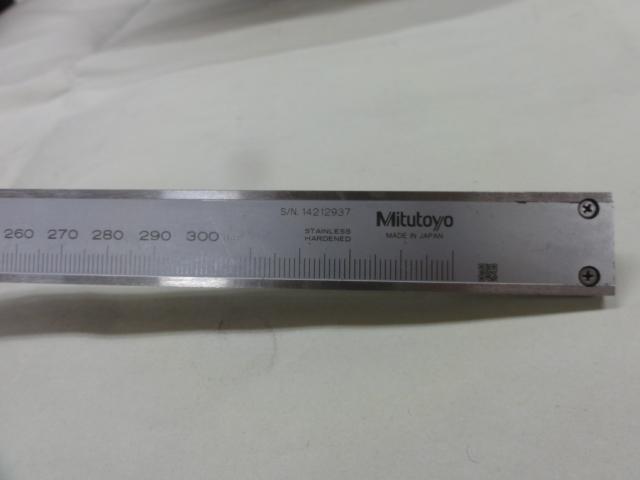 S/N. 14212937
Mitutoyo
MADE IN JAPAN
STAINLESS
HARDENED
260 270 280 290 300